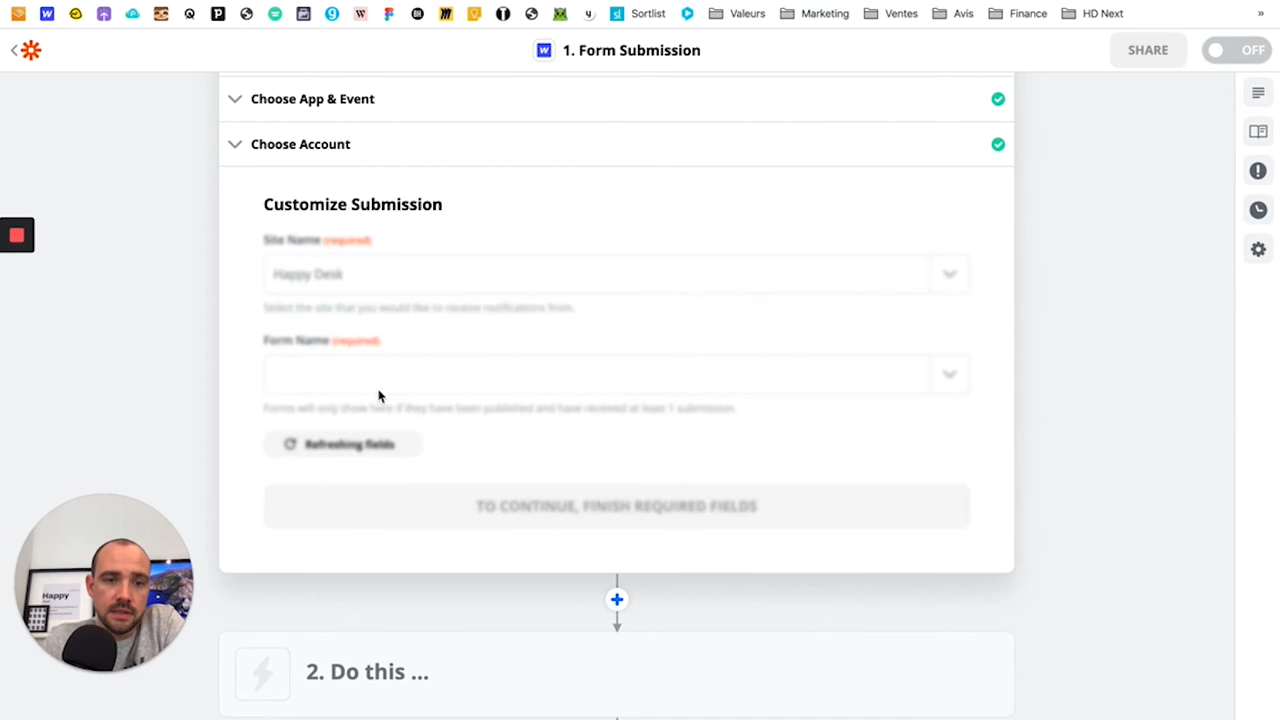 Sortlist Valeurs Marketing Ventes Avis Finance HD Next »
1. Form Submission
SHARE
OFF
Choose App & Event
Choose Account
Customize Submission
Site Name (required)
Happy Desk
Select the site that you would like to receive notifications from.
Form Name (required)
Forms will only show here if they have been published and have received at least 1 submission.
Refreshing fields
TO CONTINUE, FINISH REQUIRED FIELDS
Happy
2. Do this ...